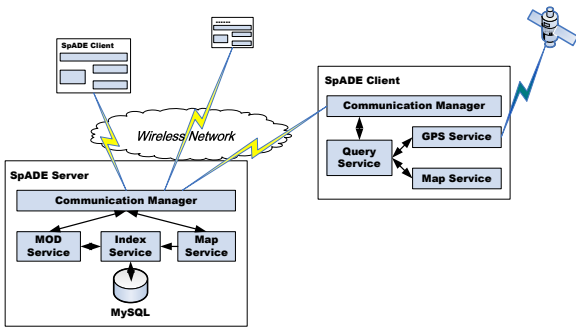 SpADE Client
SpADE Client
Communication Manager
GPS Service
Query
Service
Map Service
Wireless Network
SpADE Server
Communication Manager
MOD
Service
Index
Service
Map
Service
MySQL